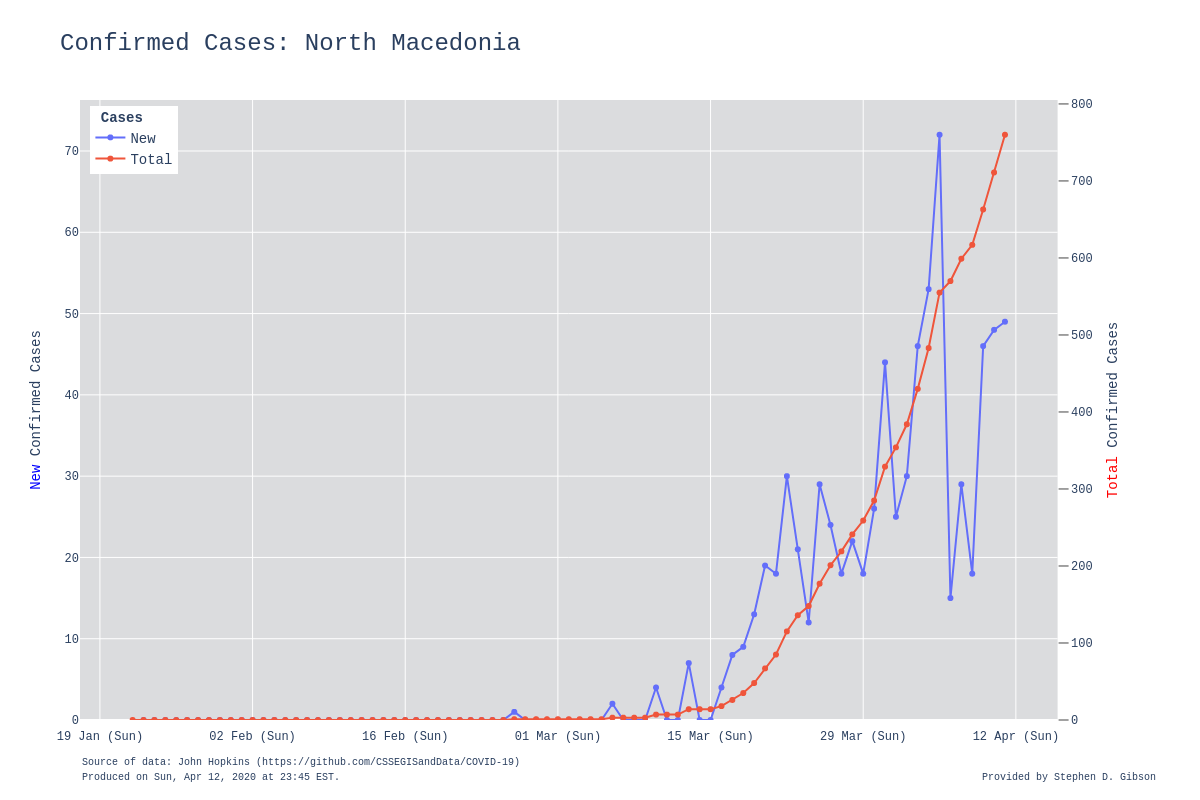 Confirmed Cases: North Macedonia
Cases
New
Total
70
60
50
40
30
20
10
0
New Confirmed Cases
800
700
600
500
400
300
200
100
0
Total Confirmed Cases
19 Jan (Sun) 02 Feb (Sun) 16 Feb (Sun) 01 Mar (Sun) 15 Mar (Sun) 29 Mar (Sun) 12 Apr (Sun)
Source of data: John Hopkins (https://github.com/CSSEGISandData/COVID-19)
Produced on Sun, Apr 12, 2020 at 23:45 EST.
Provided by Stephen D. Gibson